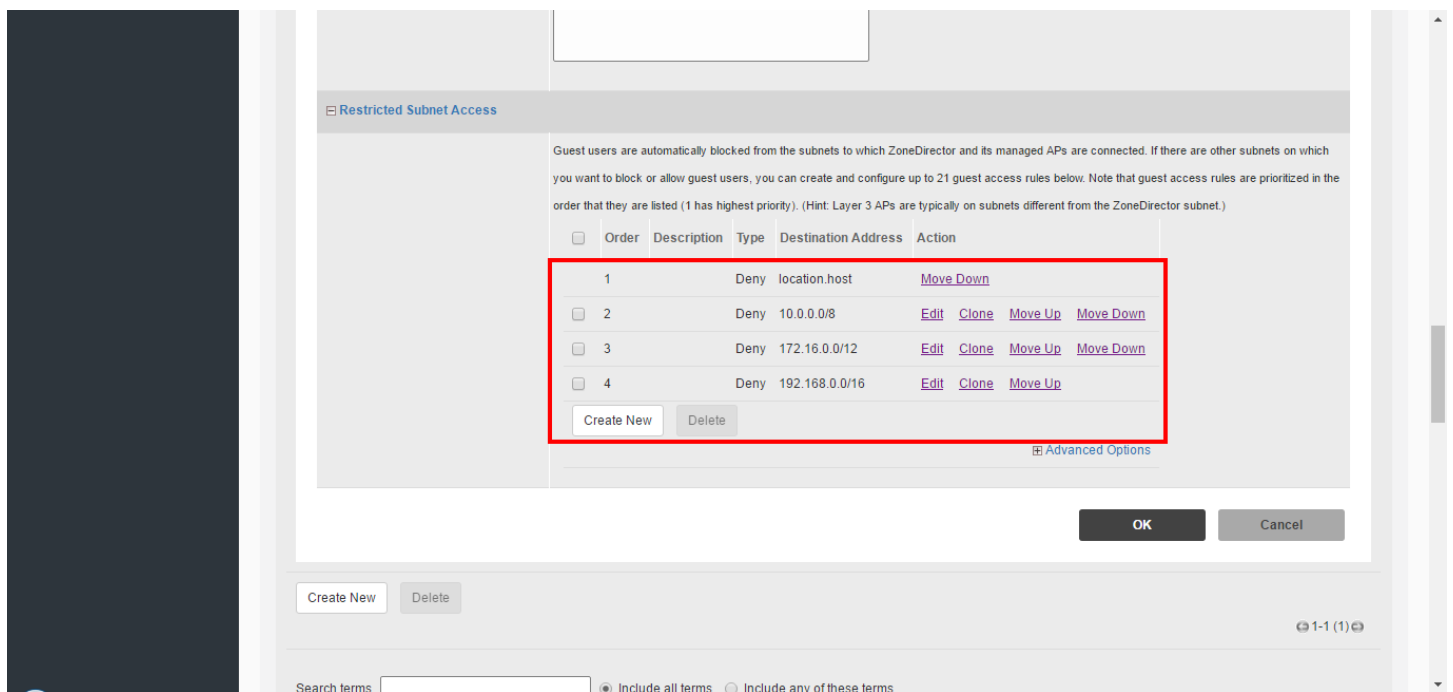 Restricted Subnet Access
Guest users are automatically blocked from the subnets to which ZoneDirector and its managed APs are connected. If there are other subnets on which
you want to block or allow guest users, you can create and configure up to 21 guest access rules below. Note that guest access rules are prioritized in the
order that they are listed (1 has highest priority). (Hint: Layer 3 APs are typically on subnets different from the ZoneDirector subnet.)
Order Description Type Destination Address Action
1 Deny location.host Move Down
2 Deny 10.0.0.0/8 Edit Clone Move Up Move Down
3 Deny 172.16.0.0/12 Edit Clone Move Up Move Down
4 Deny 192.168.0.0/16 Edit Clone Move Up
Create New Delete
Advanced Options
OK Cancel
Create New Delete
1-1 (1)
Search terms Include all terms Include any of these terms